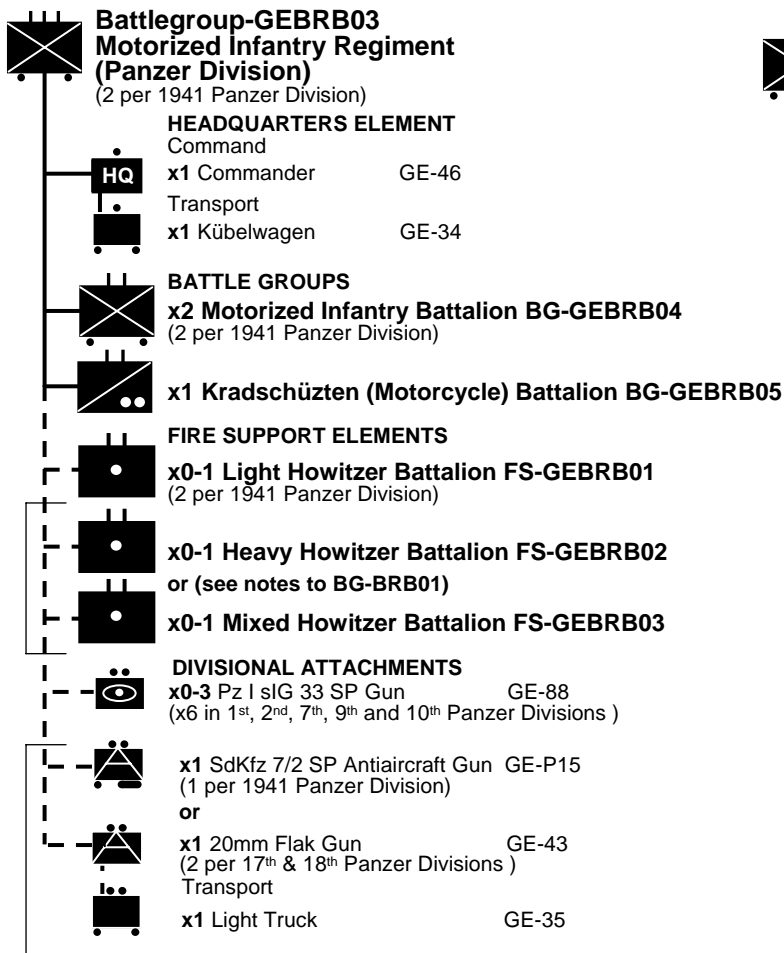 Battlegroup-GEBRB03
Motorized Infantry Regiment
(Panzer Division)
(2 per 1941 Panzer Division)
HEADQUARTERS ELEMENT
Command
HQ
x1 Commander GE-46
Transport
x1 Kübelwagen GE-34
BATTLE GROUPS
x2 Motorized Infantry Battalion BG-GEBRB04
(2 per 1941 Panzer Division)
x1 Kradschüzten (Motorcycle) Battalion BG-GEBRB05
FIRE SUPPORT ELEMENTS
x0-1 Light Howitzer Battalion FS-GEBRB01
(2 per 1941 Panzer Division)
x0-1 Heavy Howitzer Battalion FS-GEBRB02
or (see notes to BG-BRB01)
x0-1 Mixed Howitzer Battalion FS-GEBRB03
DIVISIONAL ATTACHMENTS
x0-3 Pz I sIG 33 SP Gun GE-88
(x6 in 1st, 2nd, 7th, 9th and 10th Panzer Divisions )
x1 SdKfz 7/2 SP Antiaircraft Gun GE-P15
(1 per 1941 Panzer Division)
or
x1 20mm Flak Gun GE-43
(2 per 17th & 18th Panzer Divisions )
Transport
x1 Light Truck GE-35